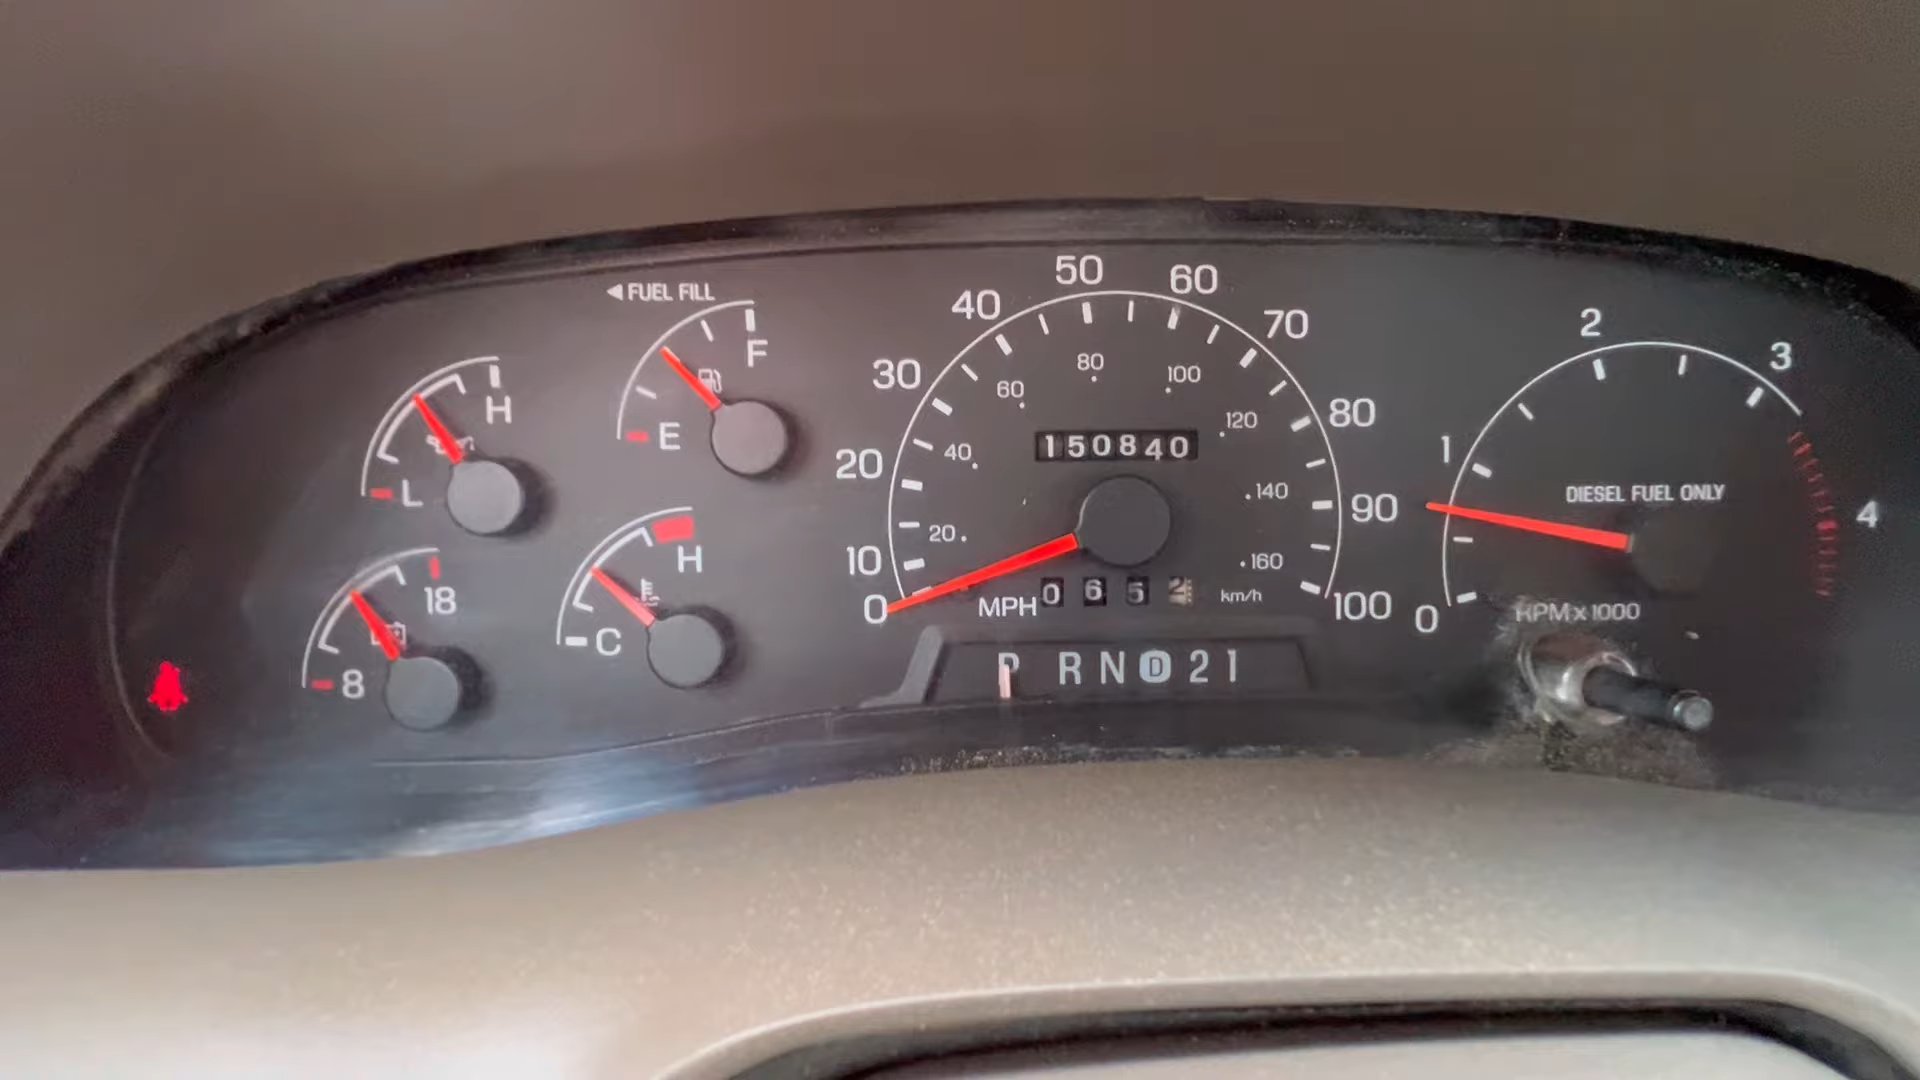 ◀ FUEL FILL
F
E
H
L
18
8
H
C
0
10
20
30
40
50
60
70
80
90
100
20
40
60
80
100
120
140
160
150840
MPH
0652
km/h
P R N D 2 1
0
1
2
3
4
DIESEL FUEL ONLY
RPM x 1000